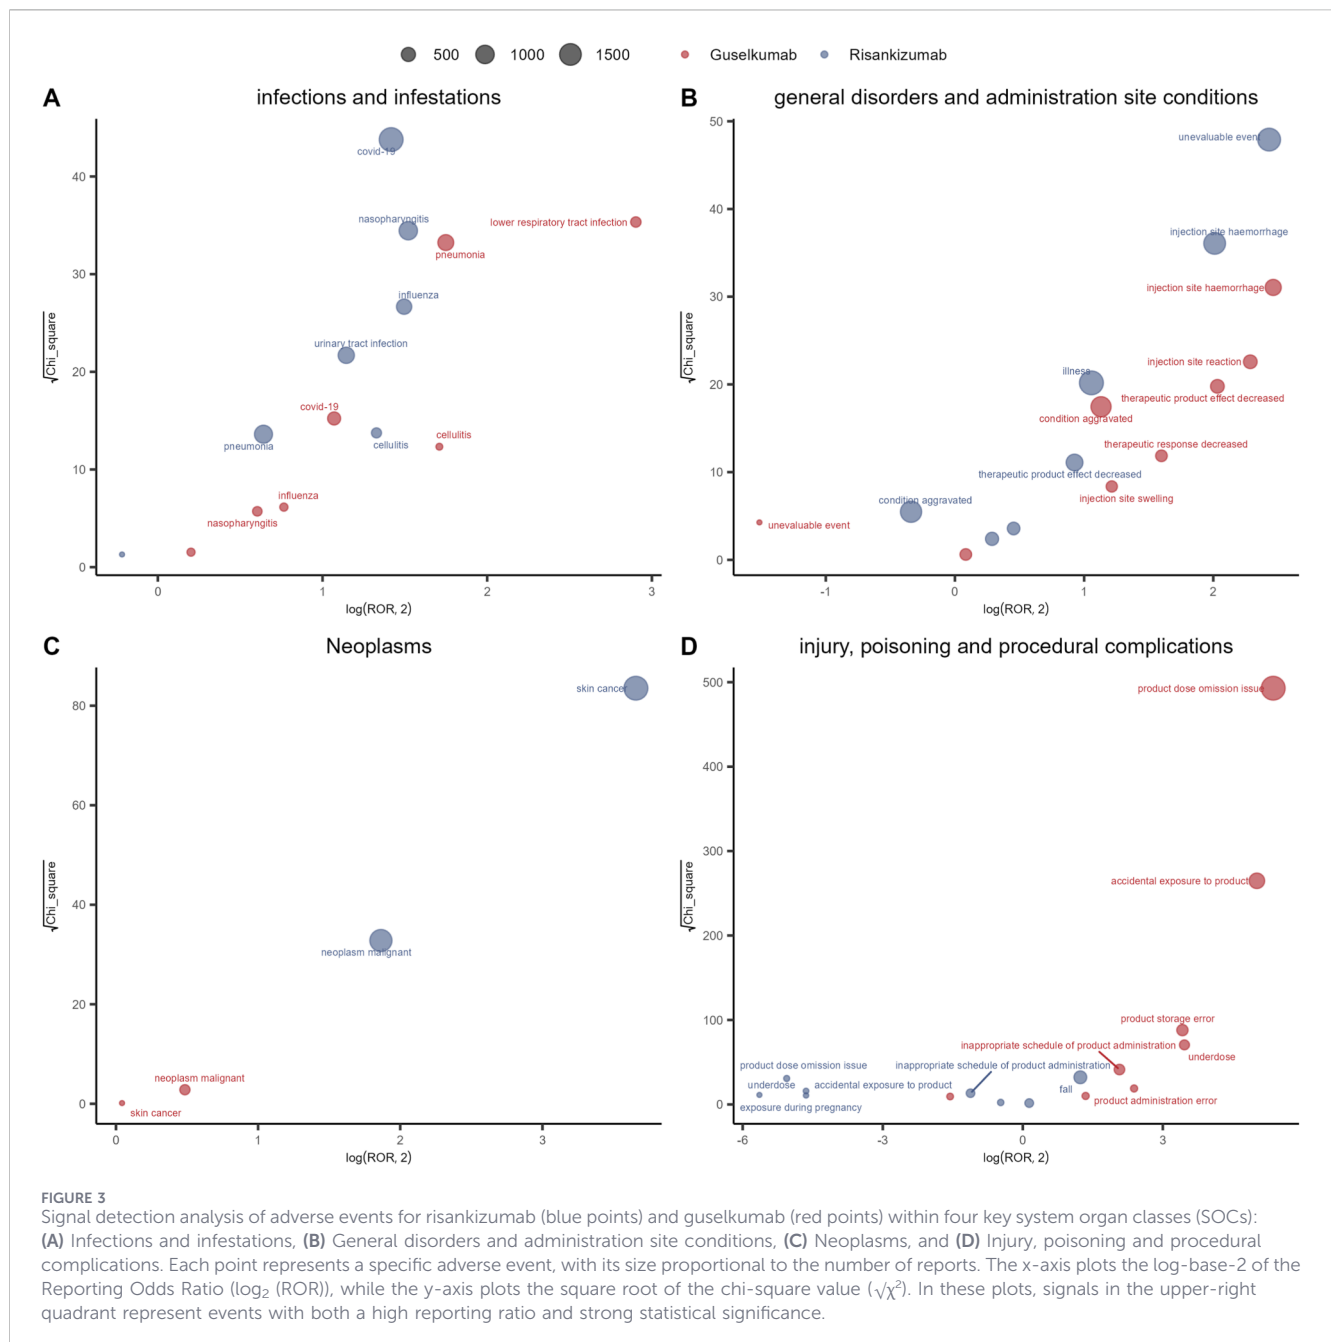 500 1000 1500 Guselkumab Risankizumab
A infections and infestations
covid-19
nasopharyngitis
lower respiratory tract infection
pneumonia
influenza
urinary tract infection
covid-19
cellulitis
pneumonia
cellulitis
influenza
nasopharyngitis
40
30
20
10
0
√Chi_square
0 1 2 3
log(ROR, 2)
B general disorders and administration site conditions
unevaluable event
injection site haemorrhage
injection site haemorrhage
injection site reaction
illness
therapeutic product effect decreased
condition aggravated
therapeutic response decreased
therapeutic product effect decreased
injection site swelling
condition aggravated
unevaluable event
50
40
30
20
10
0
√Chi_square
-1 0 1 2
log(ROR, 2)
C Neoplasms
skin cancer
neoplasm malignant
neoplasm malignant
skin cancer
80
60
40
20
0
√Chi_square
0 1 2 3
log(ROR, 2)
D injury, poisoning and procedural complications
product dose omission issue
accidental exposure to product
product storage error
inappropriate schedule of product administration
underdose
product dose omission issue
inappropriate schedule of product administration
underdose
accidental exposure to product
fall
exposure during pregnancy
product administration error
500
400
300
200
100
0
√Chi_square
-6 -3 0 3
log(ROR, 2)
FIGURE 3
Signal detection analysis of adverse events for risankizumab (blue points) and guselkumab (red points) within four key system organ classes (SOCs):
(A) Infections and infestations, (B) General disorders and administration site conditions, (C) Neoplasms, and (D) Injury, poisoning and procedural
complications. Each point represents a specific adverse event, with its size proportional to the number of reports. The x-axis plots the log-base-2 of the
Reporting Odds Ratio (log₂ (ROR)), while the y-axis plots the square root of the chi-square value (√χ²). In these plots, signals in the upper-right
quadrant represent events with both a high reporting ratio and strong statistical significance.